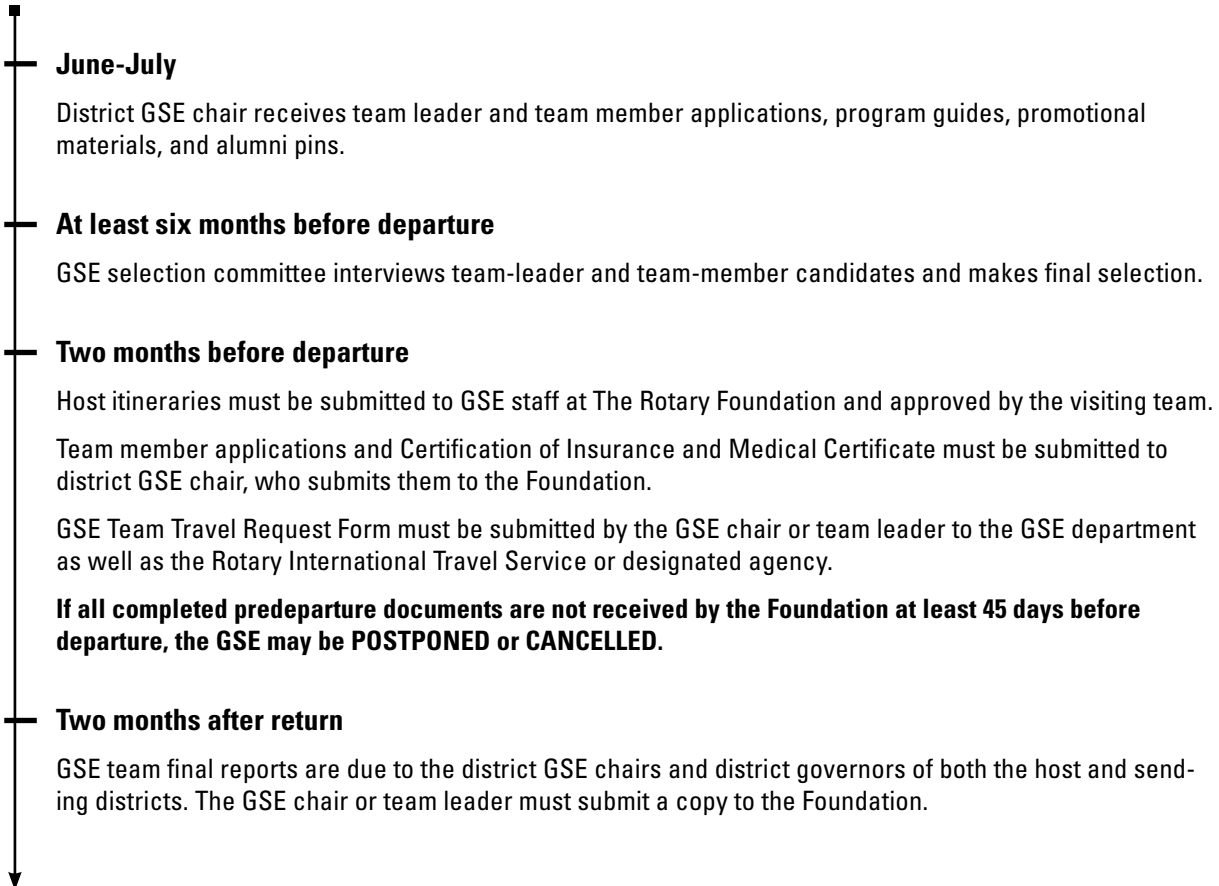 June-July
District GSE chair receives team leader and team member applications, program guides, promotional
materials, and alumni pins.
At least six months before departure
GSE selection committee interviews team-leader and team-member candidates and makes final selection.
Two months before departure
Host itineraries must be submitted to GSE staff at The Rotary Foundation and approved by the visiting team.
Team member applications and Certification of Insurance and Medical Certificate must be submitted to
district GSE chair, who submits them to the Foundation.
GSE Team Travel Request Form must be submitted by the GSE chair or team leader to the GSE department
as well as the Rotary International Travel Service or designated agency.
If all completed predeparture documents are not received by the Foundation at least 45 days before
departure, the GSE may be POSTPONED or CANCELLED.
Two months after return
GSE team final reports are due to the district GSE chairs and district governors of both the host and send-
ing districts. The GSE chair or team leader must submit a copy to the Foundation.